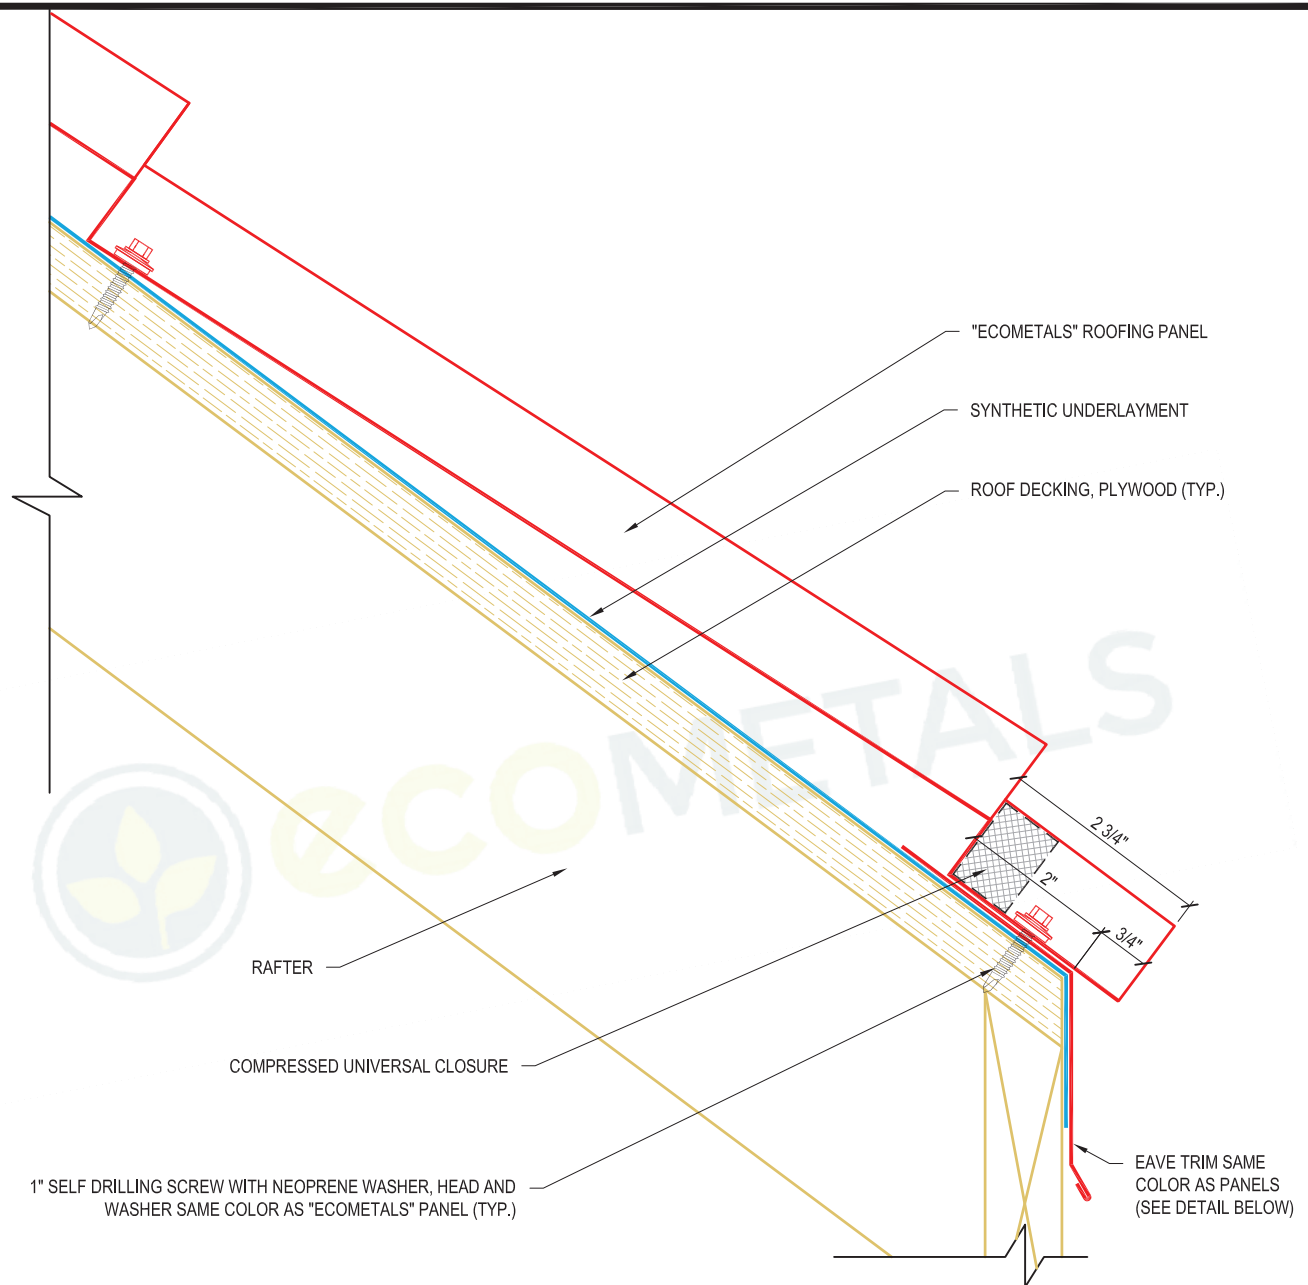 "ECOMETALS" ROOFING PANEL
SYNTHETIC UNDERLAYMENT
ROOF DECKING, PLYWOOD (TYP.)
ecoMETALS
2 3/4"
2"
3/4"
RAFTER
COMPRESSED UNIVERSAL CLOSURE
1" SELF DRILLING SCREW WITH NEOPRENE WASHER, HEAD AND
WASHER SAME COLOR AS "ECOMETALS" PANEL (TYP.)
EAVE TRIM SAME
COLOR AS PANELS
(SEE DETAIL BELOW)